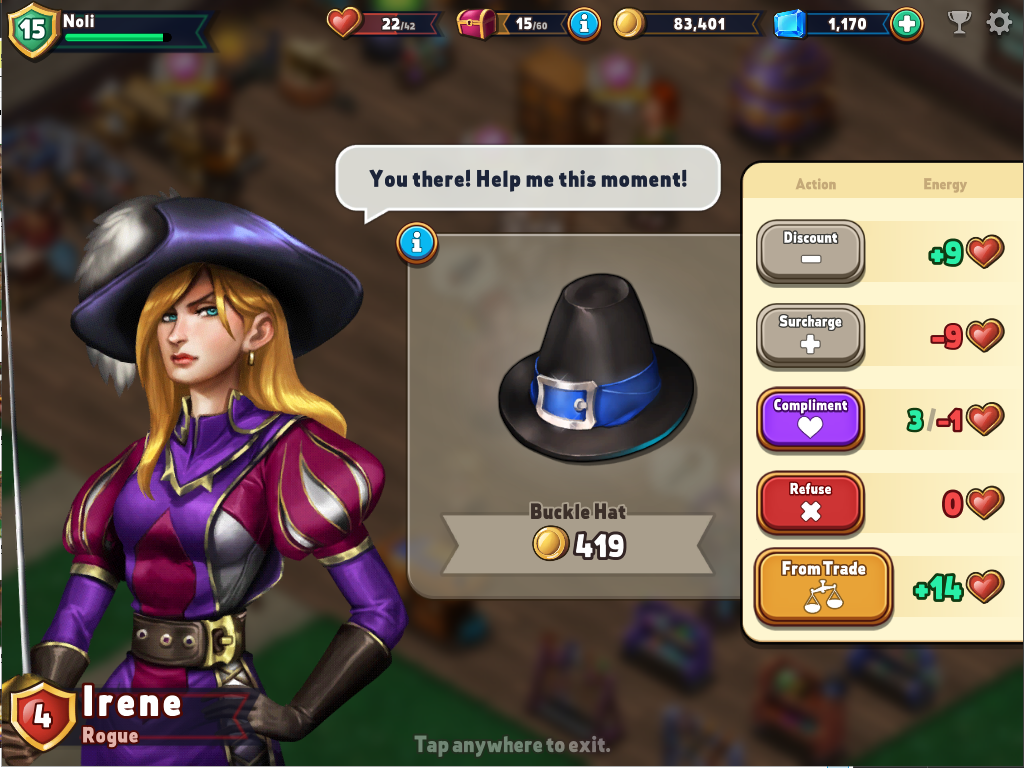 15
Noli
22/42
15/60
i
83,401
1,170
You there! Help me this moment!
i
Action Energy
Discount
+9
Surcharge
-9
Compliment
3/-1
Refuse
0
From Trade
+14
Buckle Hat
419
4
Irene
Rogue
Tap anywhere to exit.